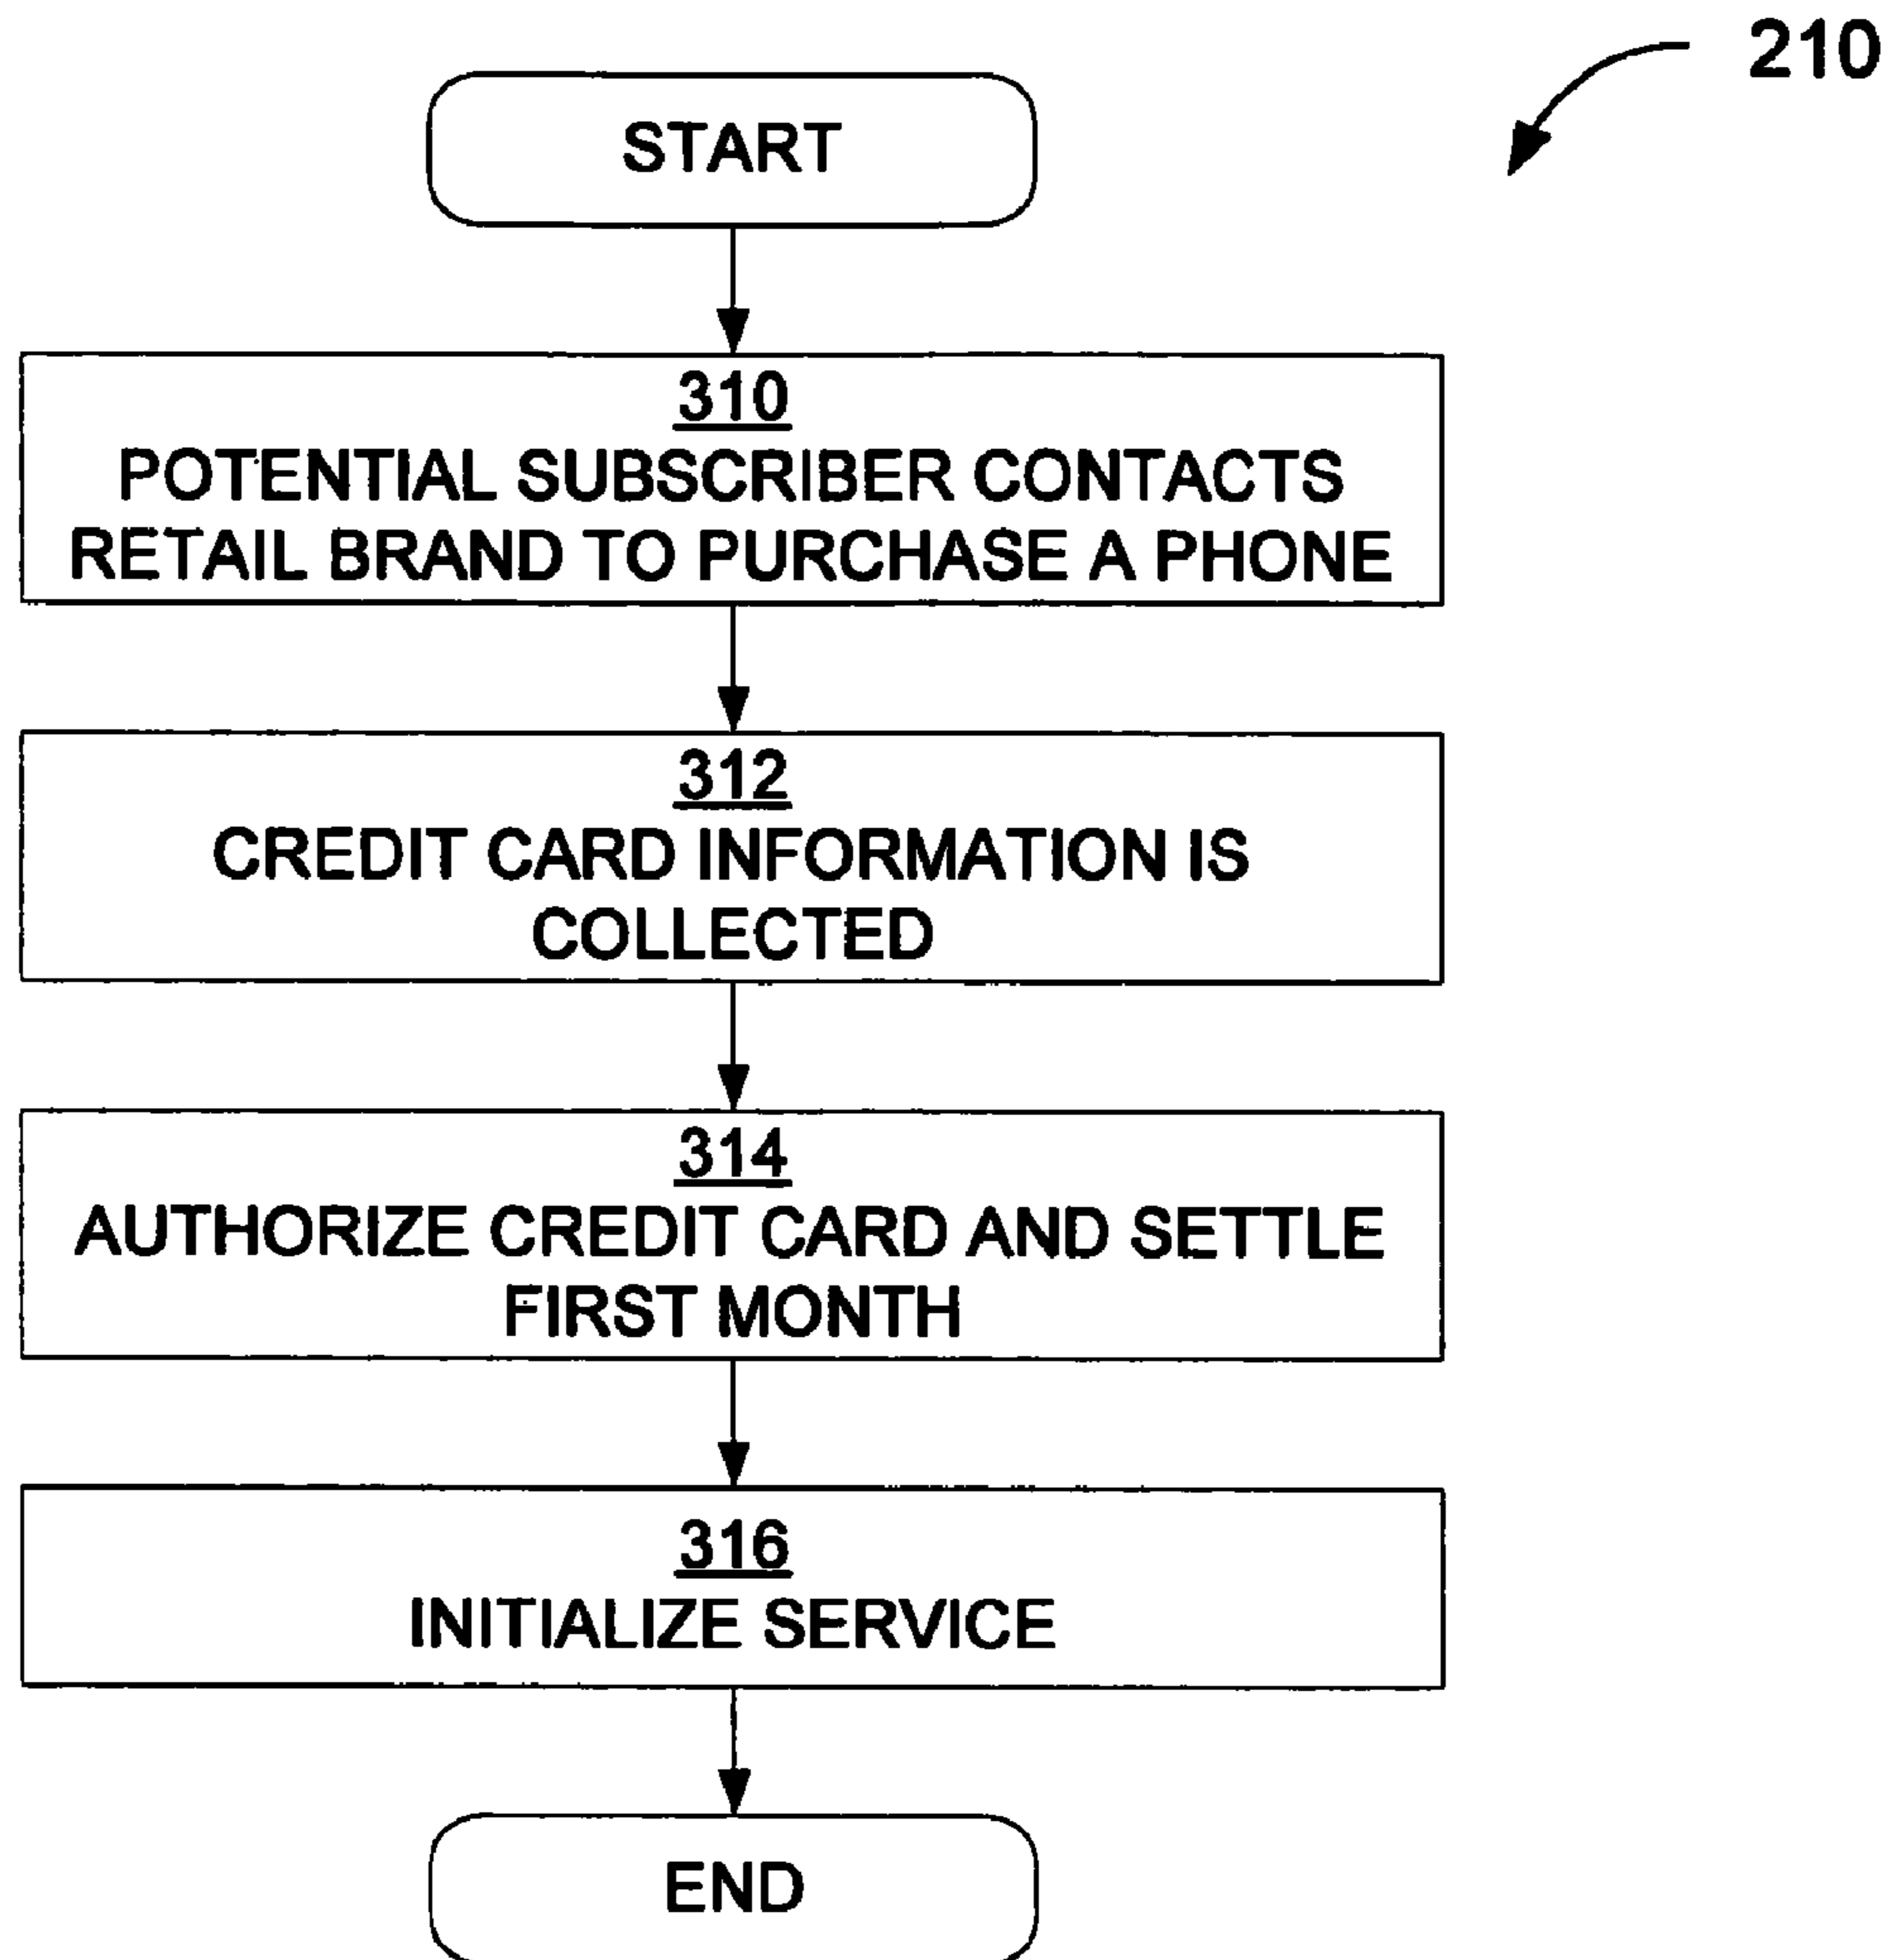 210
START
310
POTENTIAL SUBSCRIBER CONTACTS
RETAIL BRAND TO PURCHASE A PHONE
312
CREDIT CARD INFORMATION IS
COLLECTED
314
AUTHORIZE CREDIT CARD AND SETTLE
FIRST MONTH
316
INITIALIZE SERVICE
END